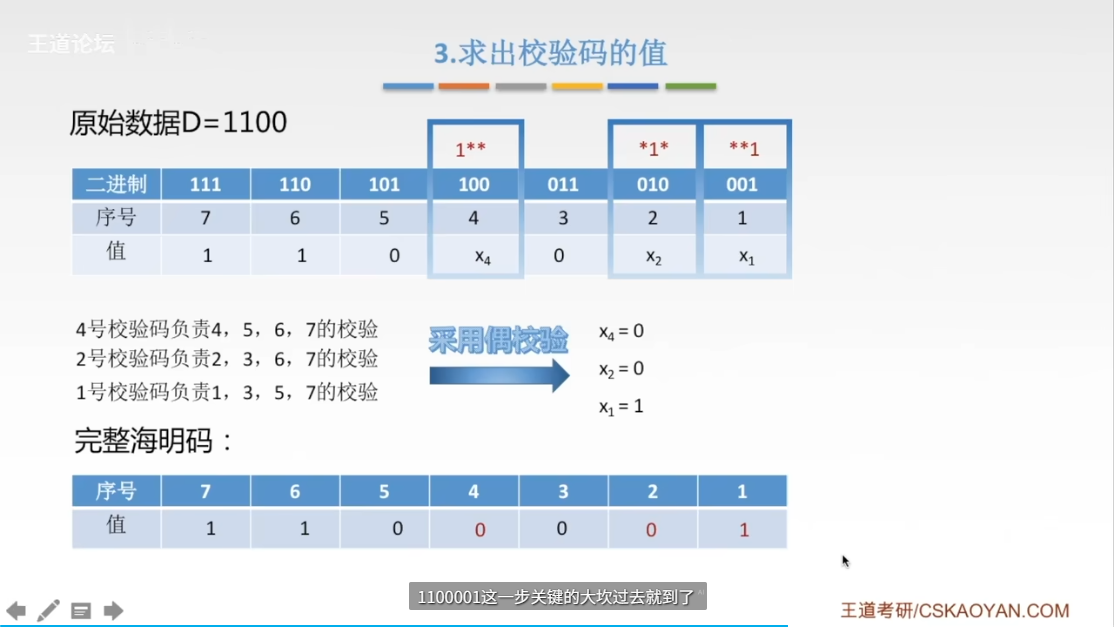 王道论坛
3.求出校验码的值
原始数据D=1100
1** *1* **1
二进制 111 110 101 100 011 010 001
序号 7 6 5 4 3 2 1
值 1 1 0 x4 0 x2 x1
4号校验码负责4，5，6，7的校验
2号校验码负责2，3，6，7的校验
1号校验码负责1，3，5，7的校验
采用偶校验
x4 = 0
x2 = 0
x1 = 1
完整海明码：
序号 7 6 5 4 3 2 1
值 1 1 0 0 0 0 1
1100001这一步关键的大坎过去就到了
王道考研/CSKAOYAN.COM